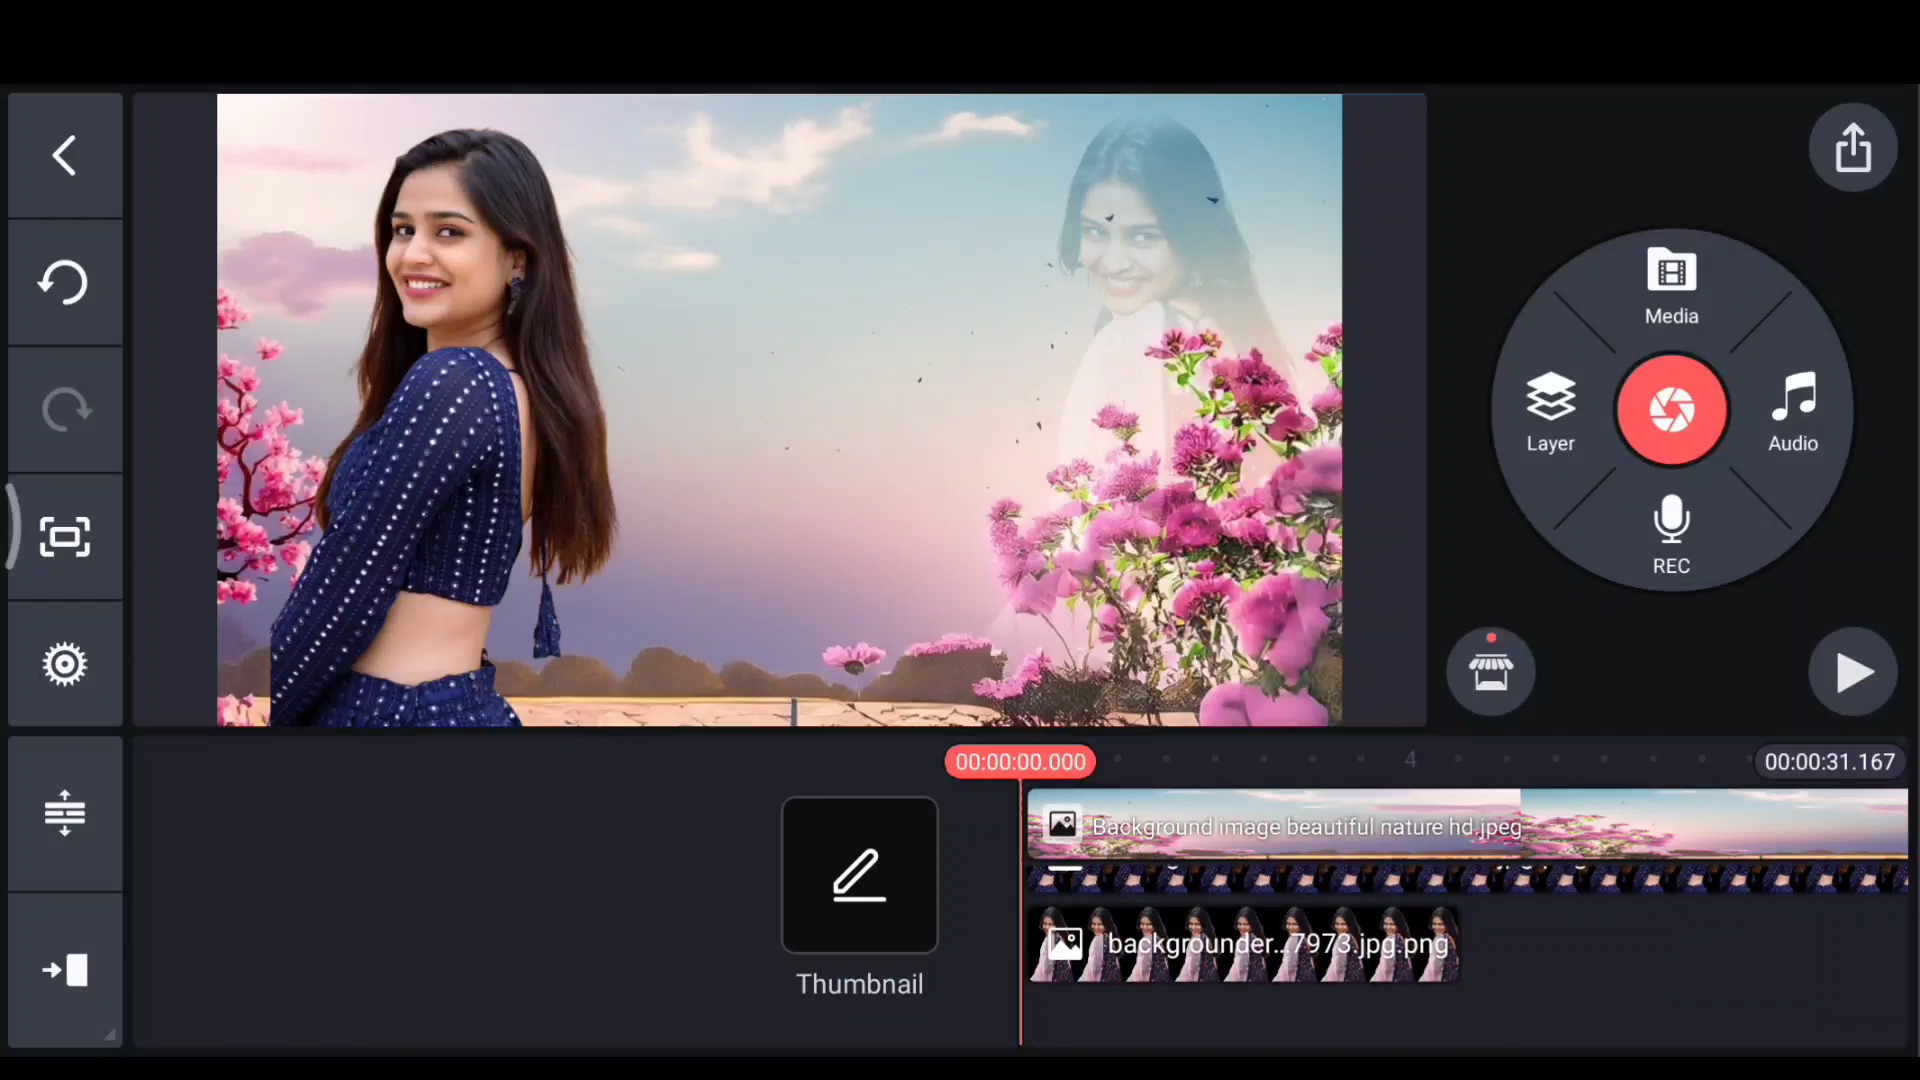 Media
Layer
Audio
REC
00:00:00.000
4
00:00:31.167
Background image beautiful nature hd.jpeg
backgrounder...7973.jpg.png
Thumbnail